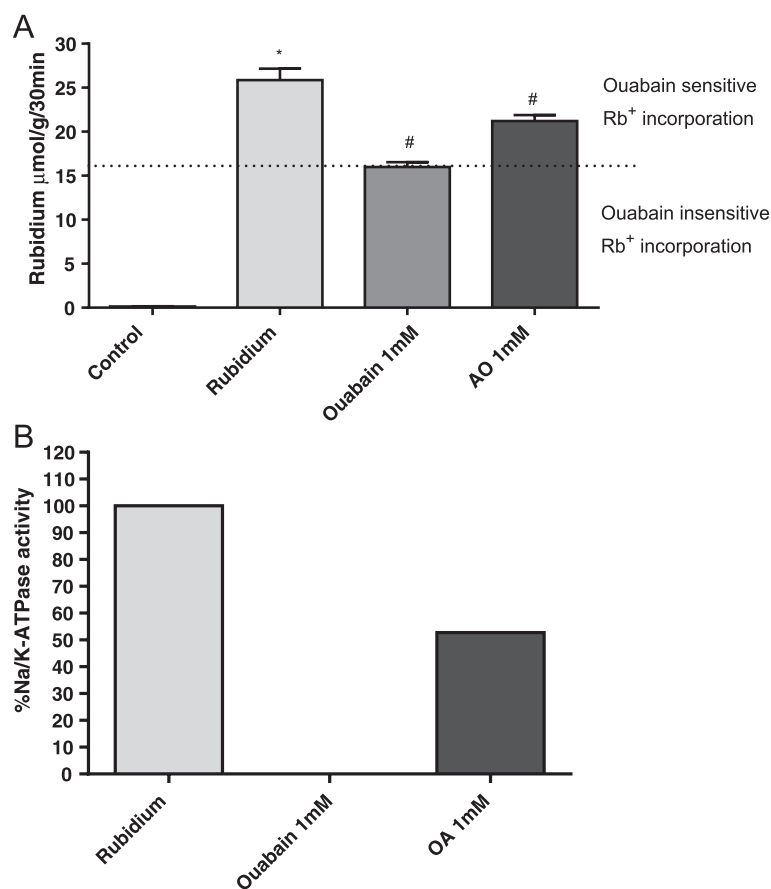 A
Rubidium μmol/g/30min
30
25
20
15
10
5
0
*
#
#
Ouabain sensitive
Rb⁺ incorporation
Ouabain insensitive
Rb⁺ incorporation
Control
Rubidium
Ouabain 1mM
AO 1mM
B
%Na/K-ATPase activity
120
110
100
90
80
70
60
50
40
30
20
10
0
Rubidium
Ouabain 1mM
OA 1mM